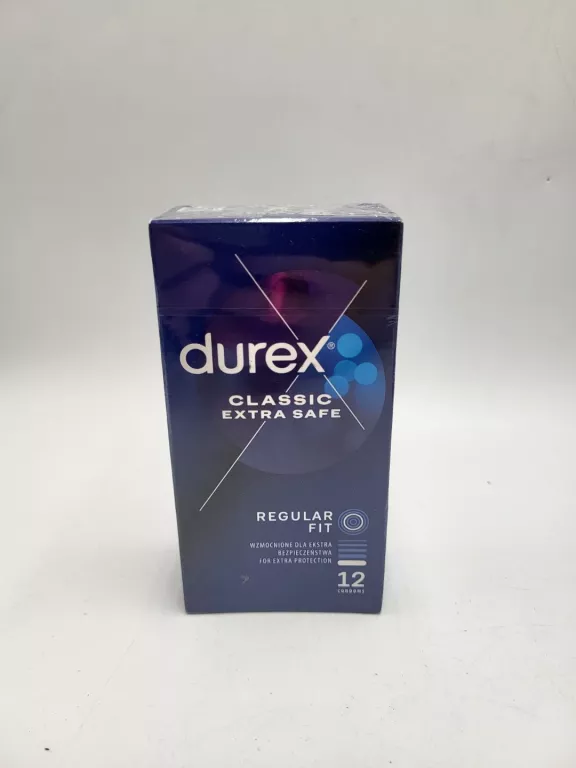 durex®
CLASSIC
EXTRA SAFE
REGULAR
FIT
WZMOCNIONE DLA EKSTRA
BEZPIECZEŃSTWA
FOR EXTRA PROTECTION
12